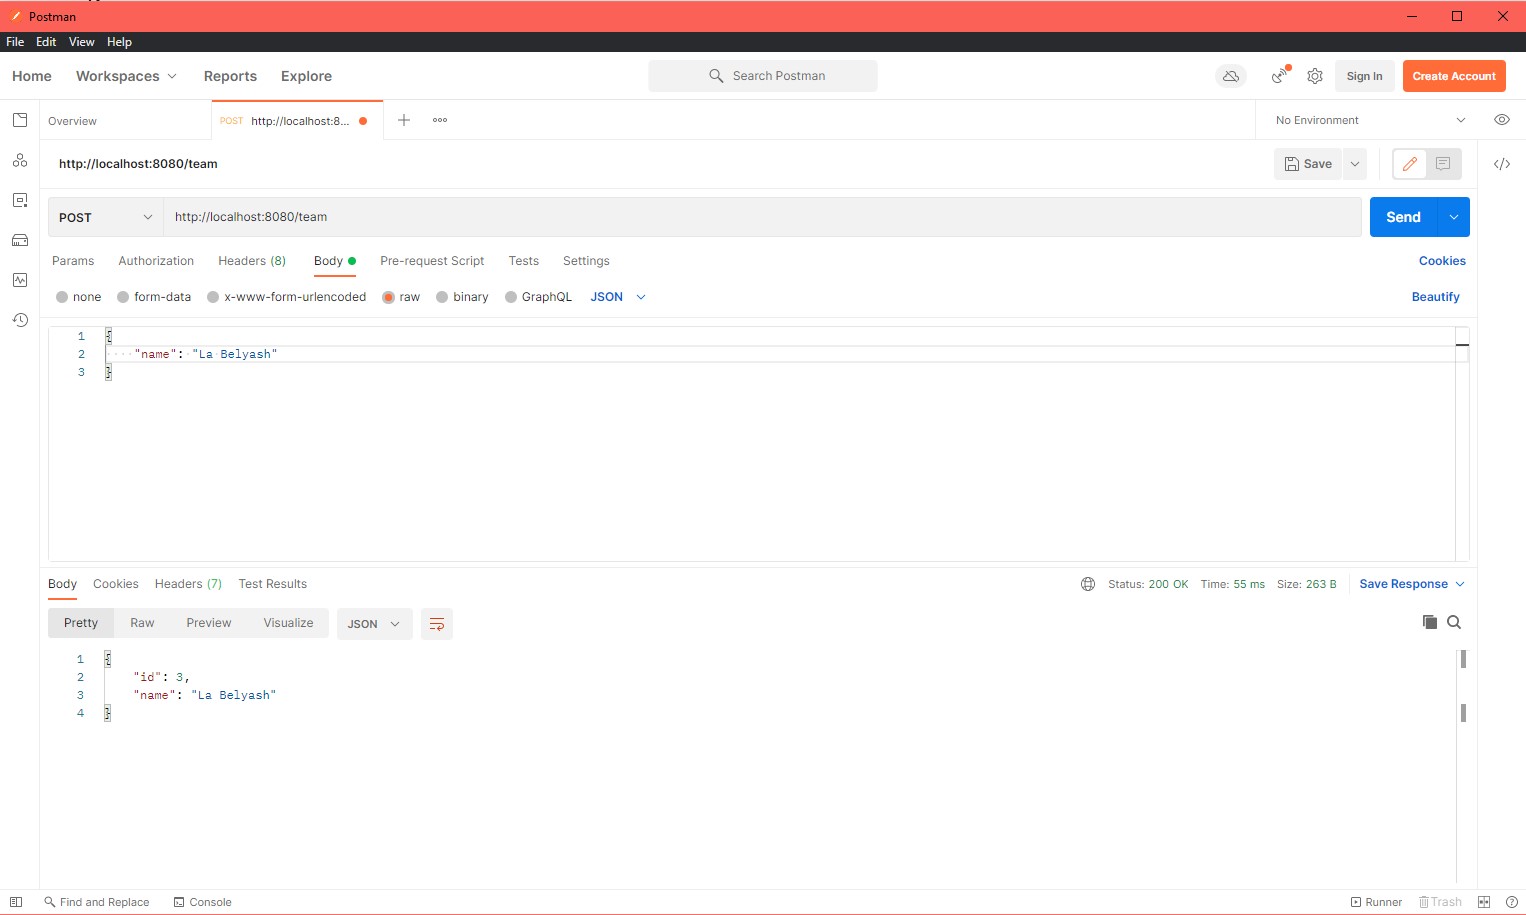 Postman
File Edit View Help
Home Workspaces Reports Explore Search Postman Sign In Create Account
Overview POST http://localhost:8... No Environment
http://localhost:8080/team Save
POST http://localhost:8080/team Send
Params Authorization Headers (8) Body Pre-request Script Tests Settings Cookies
none form-data x-www-form-urlencoded raw binary GraphQL JSON Beautify
1 {
2 "name": "La Belyash"
3 }
Body Cookies Headers (7) Test Results Status: 200 OK Time: 55 ms Size: 263 B Save Response
Pretty Raw Preview Visualize JSON
1 {
2 "id": 3,
3 "name": "La Belyash"
4 }
Find and Replace Console Runner Trash